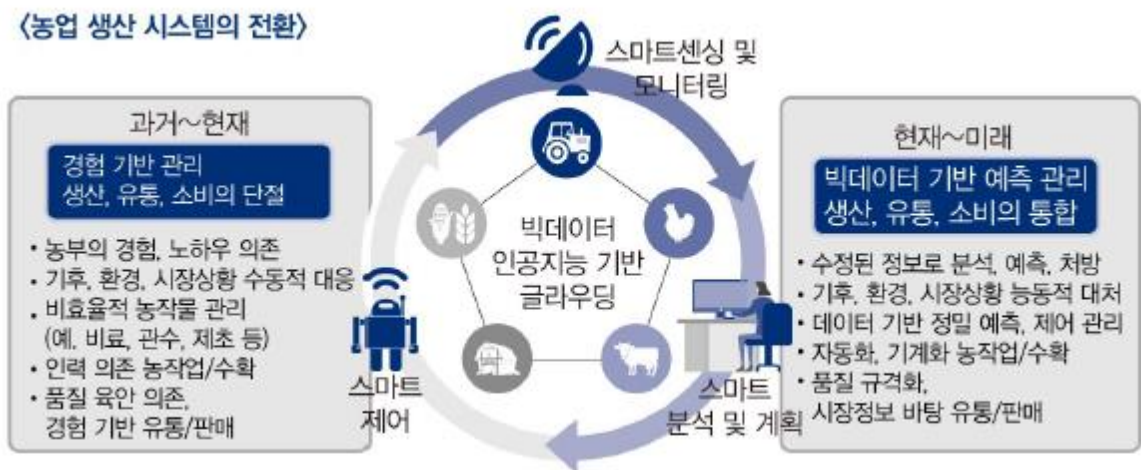 〈농업 생산 시스템의 전환〉
스마트센싱 및
모니터링
과거~현재
경험 기반 관리
생산, 유통, 소비의 단절
• 농부의 경험, 노하우 의존
• 기후, 환경, 시장상황 수동적 대응
• 비효율적 농작물 관리
(예, 비료, 관수, 제초 등)
• 인력 의존 농작업/수확
• 품질 육안 의존,
경험 기반 유통/판매
빅데이터
인공지능 기반
글라우딩
스마트
제어
스마트
분석 및 계획
현재~미래
빅데이터 기반 예측 관리
생산, 유통, 소비의 통합
• 수정된 정보로 분석, 예측, 처방
• 기후, 환경, 시장상황 능동적 대처
• 데이터 기반 정밀 예측, 제어 관리
• 자동화, 기계화 농작업/수확
• 품질 규격화,
시장정보 바탕 유통/판매